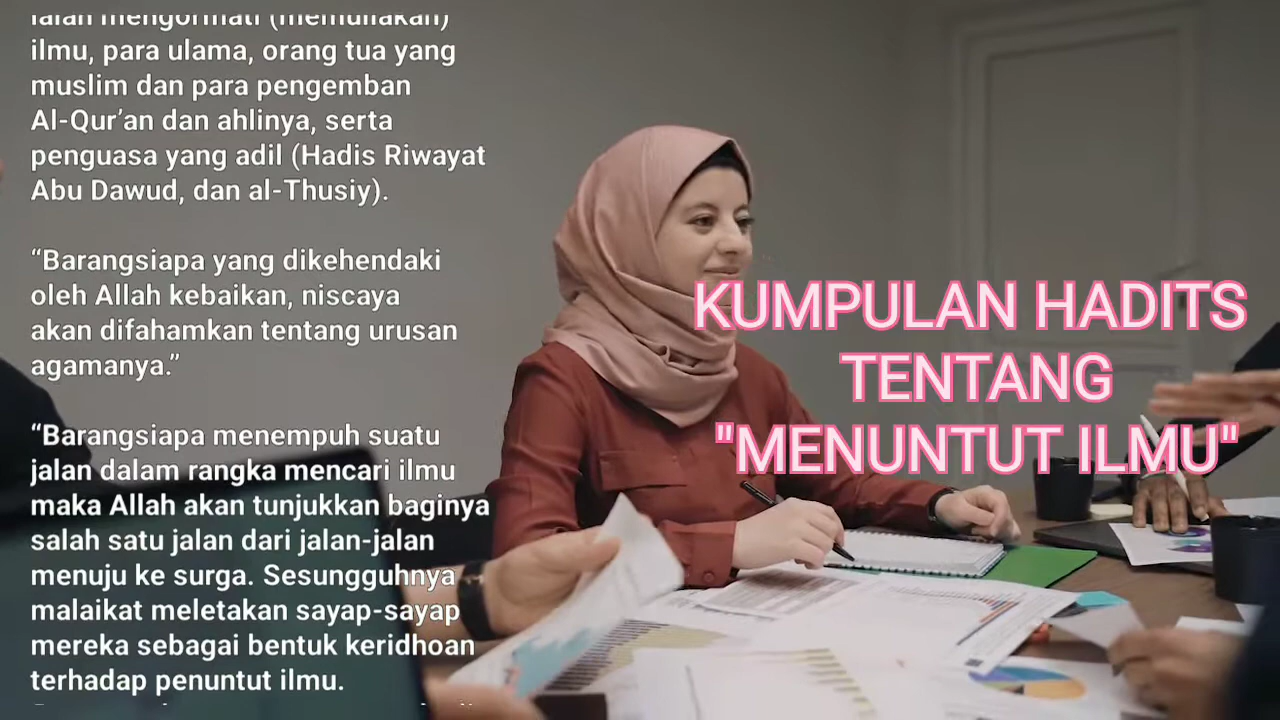 ialah mengormati (memuliakan)
ilmu, para ulama, orang tua yang
muslim dan para pengemban
Al-Qur’an dan ahlinya, serta
penguasa yang adil (Hadis Riwayat
Abu Dawud, dan al-Thusiy).
“Barangsiapa yang dikehendaki
oleh Allah kebaikan, niscaya
akan difahamkan tentang urusan
agamanya.”
“Barangsiapa menempuh suatu
jalan dalam rangka mencari ilmu
maka Allah akan tunjukkan baginya
salah satu jalan dari jalan-jalan
menuju ke surga. Sesungguhnya
malaikat meletakan sayap-sayap
mereka sebagai bentuk keridhoan
terhadap penuntut ilmu.
KUMPULAN HADITS
TENTANG
"MENUNTUT ILMU"